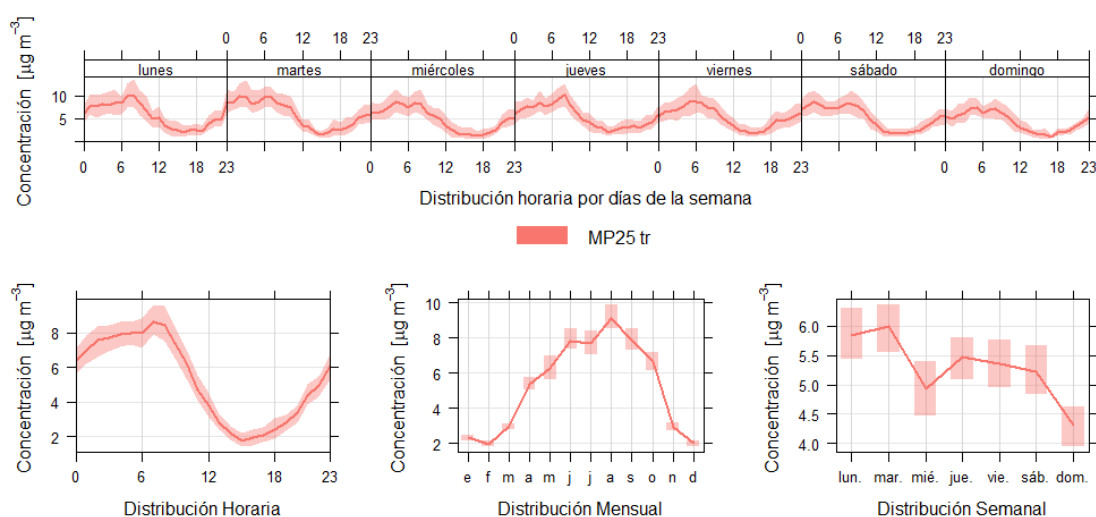 0 6 12 18 23 0 6 12 18 23 0 6 12 18 23
lunes martes miércoles jueves viernes sábado domingo
Concentración [µg m⁻³]
10
5
0 6 12 18 23 0 6 12 18 23 0 6 12 18 23 0 6 12 18 23
Distribución horaria por días de la semana
MP25 tr
Concentración [µg m⁻³]
8
6
4
2
0 6 12 18 23
Distribución Horaria
Concentración [µg m⁻³]
10
8
6
4
2
e f m a m j j a s o n d
Distribución Mensual
Concentración [µg m⁻³]
6.0
5.5
5.0
4.5
4.0
lun. mar. mié. jue. vie. sáb. dom.
Distribución Semanal